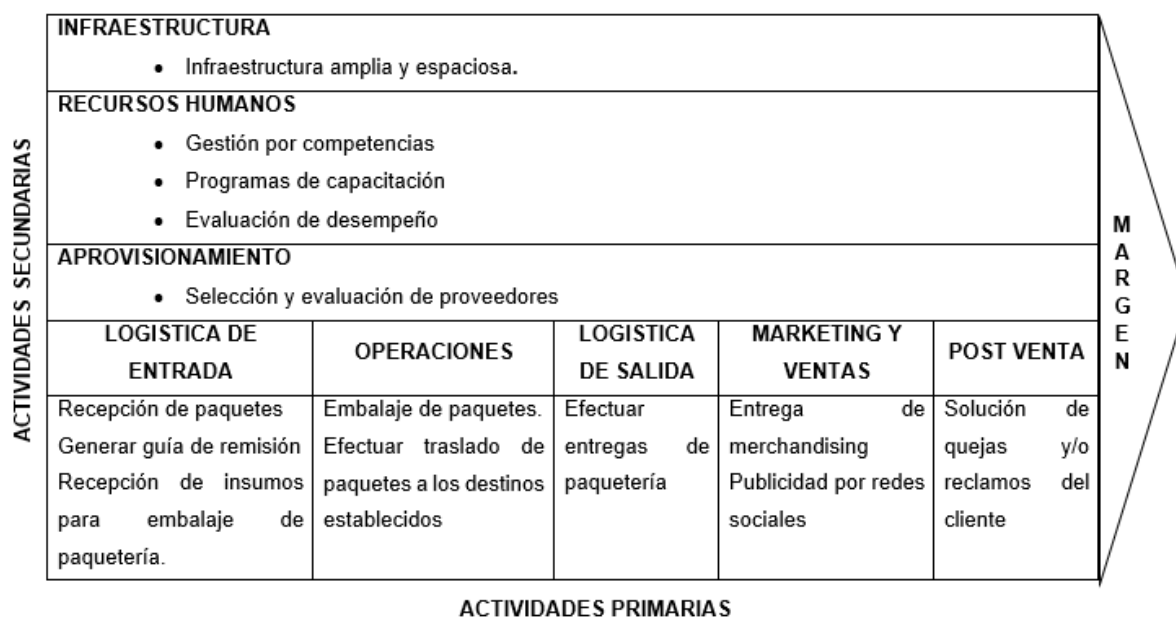 INFRAESTRUCTURA
• Infraestructura amplia y espaciosa.
RECURSOS HUMANOS
• Gestión por competencias
• Programas de capacitación
• Evaluación de desempeño
APROVISIONAMIENTO
• Selección y evaluación de proveedores
ACTIVIDADES SECUNDARIAS
LOGISTICA DE
ENTRADA
OPERACIONES
LOGISTICA
DE SALIDA
MARKETING Y
VENTAS
POST VENTA
Recepción de paquetes
Generar guía de remisión
Recepción de insumos
para embalaje de
paquetería.
Embalaje de paquetes.
Efectuar traslado de
paquetes a los destinos
establecidos
Efectuar
entregas de
paquetería
Entrega de
merchandising
Publicidad por redes
sociales
Solución de
quejas y/o
reclamos del
cliente
MARGEN
ACTIVIDADES PRIMARIAS